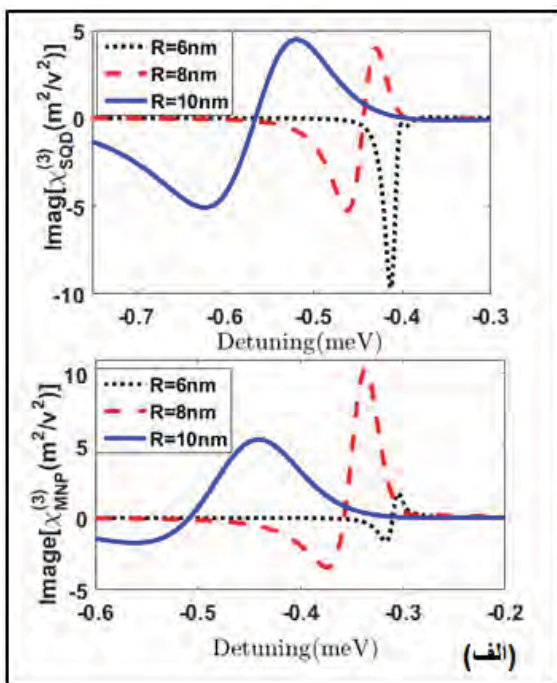 Imag[χ(3)SQD(m²/v²)]
5
0
-5
-10
R=6nm
R=8nm
R=10nm
-0.7 -0.6 -0.5 -0.4 -0.3
Detuning(meV)
Image[χ(3)MNP(m²/v²)]
10
5
0
-5
R=6nm
R=8nm
R=10nm
-0.6 -0.5 -0.4 -0.3 -0.2
Detuning(meV)
(الف)